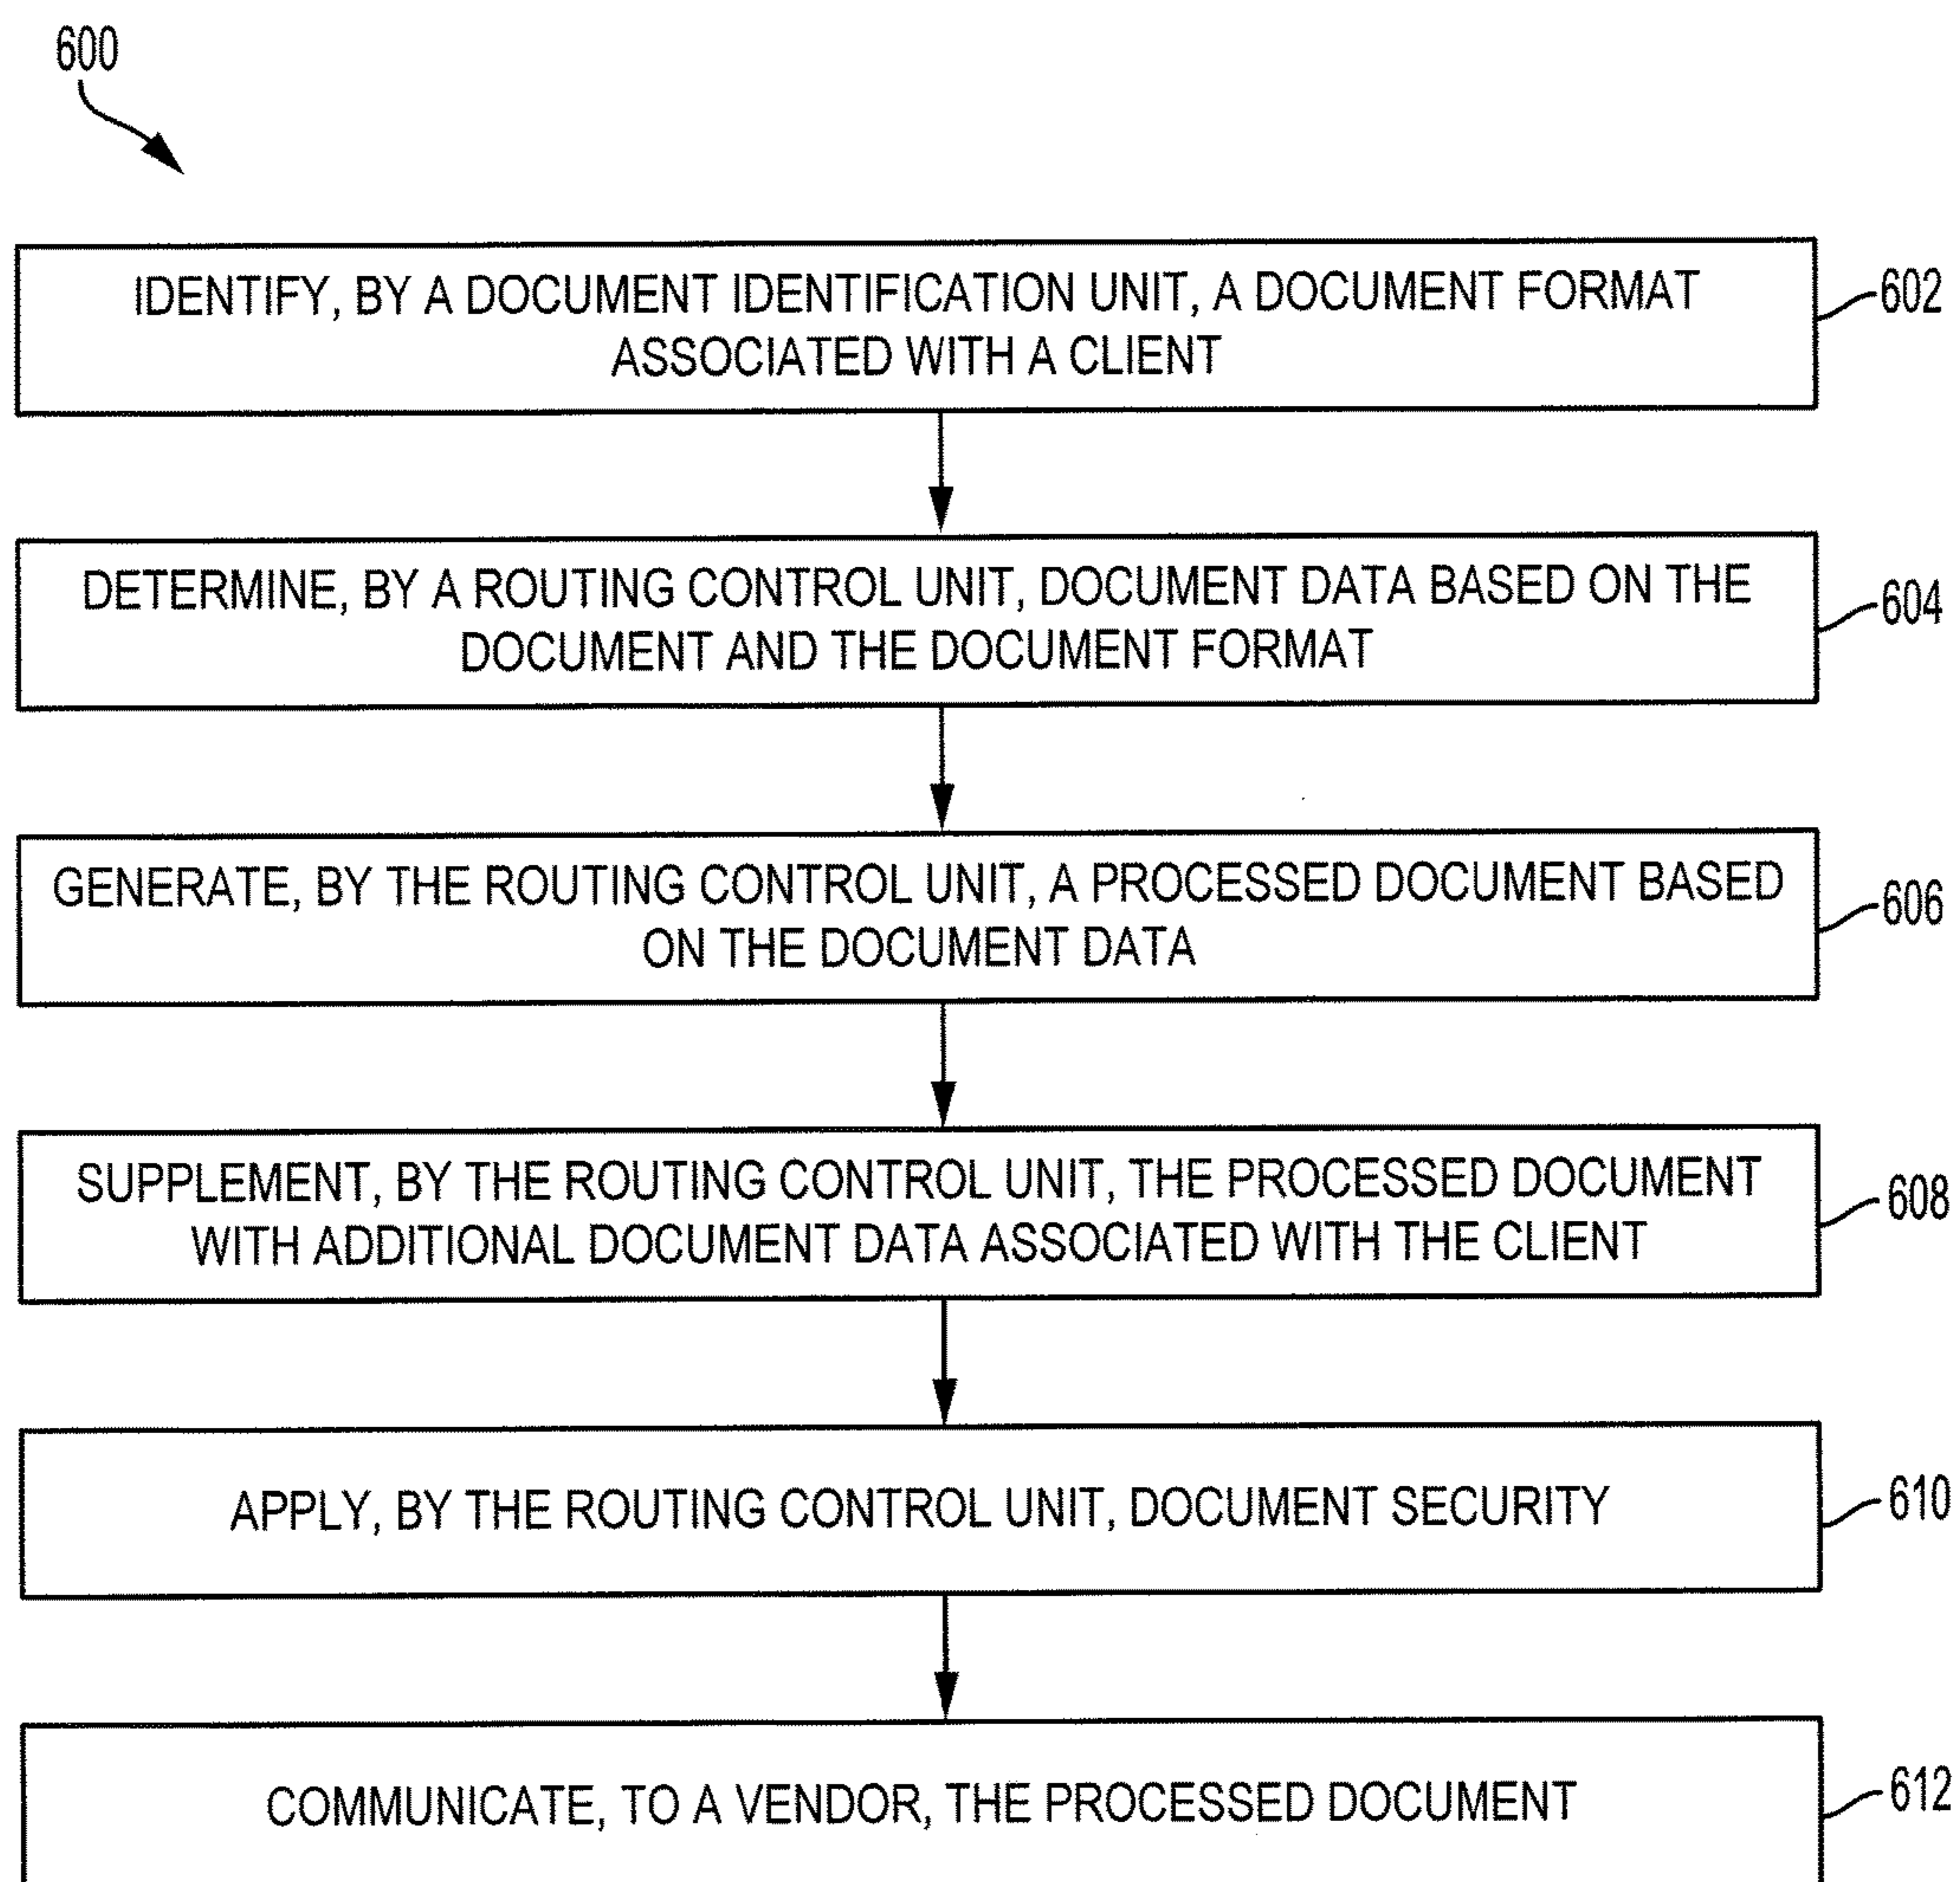 600
IDENTIFY, BY A DOCUMENT IDENTIFICATION UNIT, A DOCUMENT FORMAT
ASSOCIATED WITH A CLIENT
602
DETERMINE, BY A ROUTING CONTROL UNIT, DOCUMENT DATA BASED ON THE
DOCUMENT AND THE DOCUMENT FORMAT
604
GENERATE, BY THE ROUTING CONTROL UNIT, A PROCESSED DOCUMENT BASED
ON THE DOCUMENT DATA
606
SUPPLEMENT, BY THE ROUTING CONTROL UNIT, THE PROCESSED DOCUMENT
WITH ADDITIONAL DOCUMENT DATA ASSOCIATED WITH THE CLIENT
608
APPLY, BY THE ROUTING CONTROL UNIT, DOCUMENT SECURITY
610
COMMUNICATE, TO A VENDOR, THE PROCESSED DOCUMENT
612